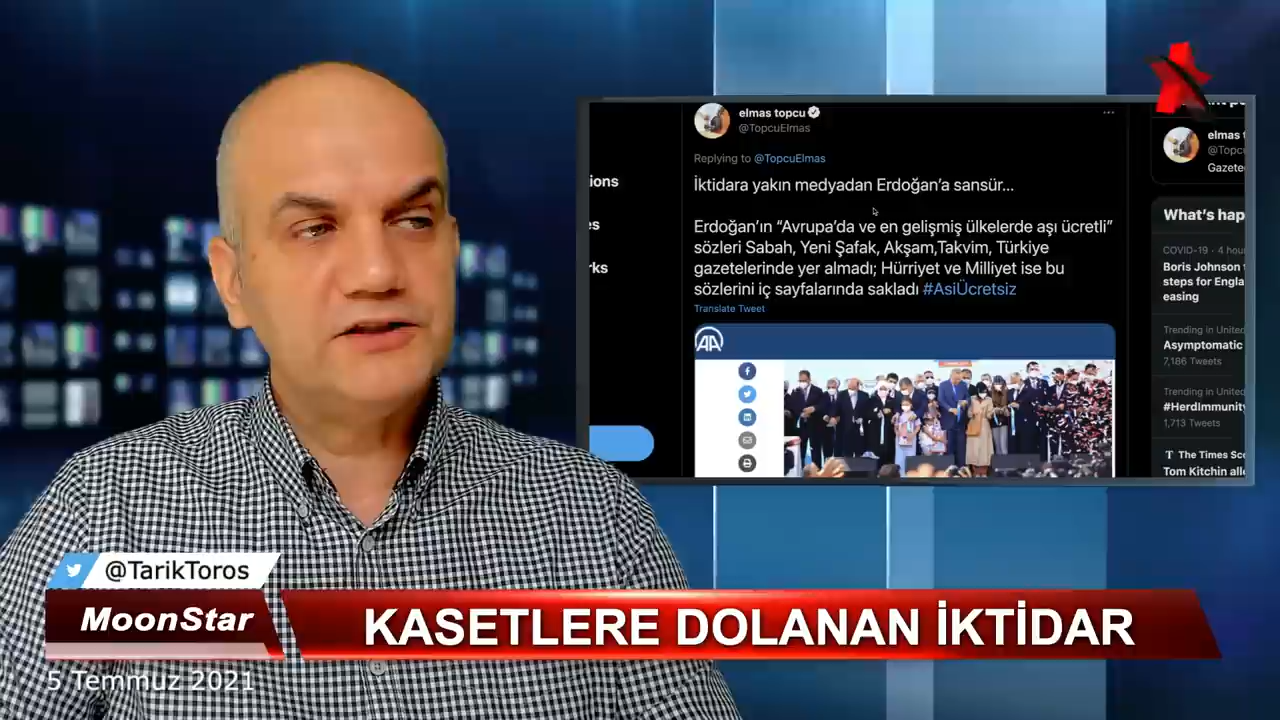 elmas topcu
@TopcuElmas
Replying to @TopcuElmas
İktidara yakın medyadan Erdoğan'a sansür...
Erdoğan'ın “Avrupa'da ve en gelişmiş ülkelerde aşı ücretli”
sözleri Sabah, Yeni Şafak, Akşam,Takvim, Türkiye
gazetelerinde yer almadı; Hürriyet ve Milliyet ise bu
sözlerini iç sayfalarında sakladı #AsiÜcretsiz
Translate Tweet
AA
ions
es
rks
elmas t
@Topcu
Gazete
What's hap
COVID-19 · 4 hour
Boris Johnson
steps for Engla
easing
Trending in United
Asymptomatic
7,186 Tweets
Trending in United
#HerdImmunity
1,713 Tweets
The Times Sco
Tom Kitchin alle
@TarikToros
MoonStar
KASETLERE DOLANAN İKTİDAR
5 Temmuz 2021